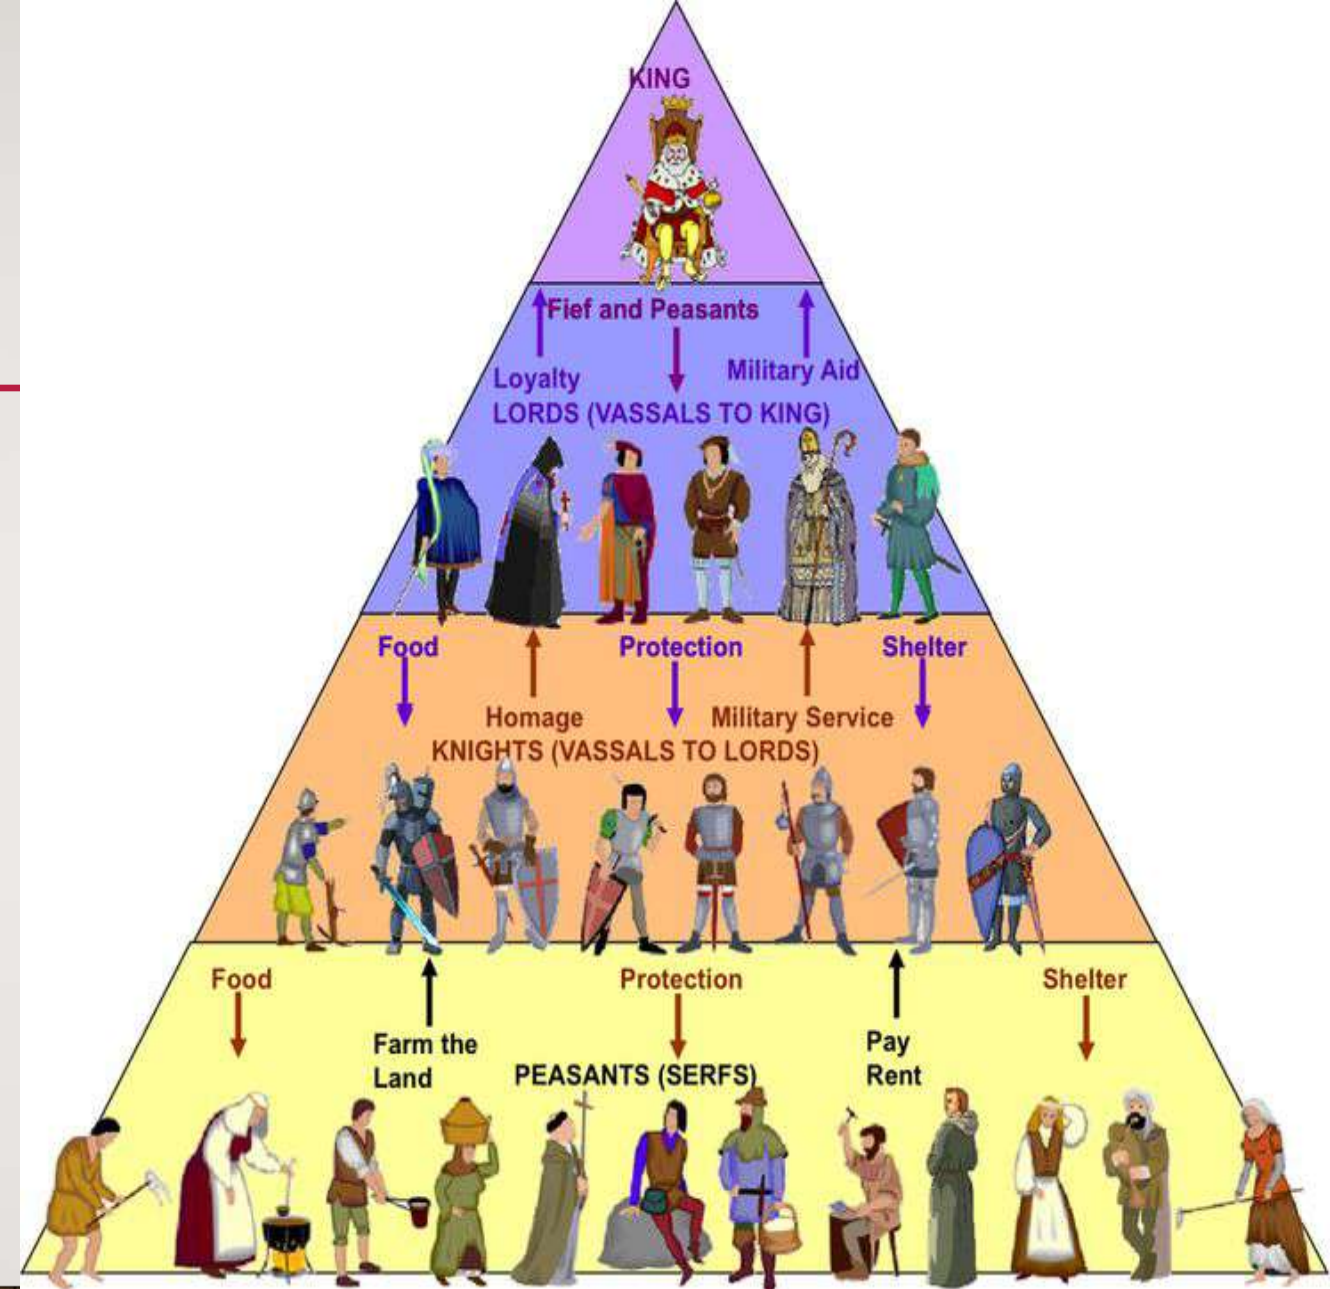 KING
Fief and Peasants
Loyalty
Military Aid
LORDS (VASSALS TO KING)
Food
Protection
Shelter
Homage
Military Service
KNIGHTS (VASSALS TO LORDS)
Food
Protection
Shelter
Farm the
Land
Pay
Rent
PEASANTS (SERFS)